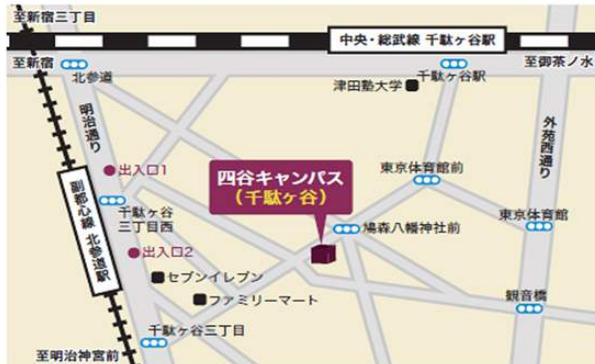 至新宿三丁目
中央・総武線 千駄ヶ谷駅
至新宿
北参道
千駄ヶ谷駅
至御茶ノ水
津田塾大学
明治通り
外苑西通り
出入口1
四谷キャンパス
(千駄ヶ谷)
東京体育館前
副都心線 北参道駅
千駄ヶ谷
三丁目西
鳩森八幡神社前
東京体育館
出入口2
セブンイレブン
ファミリーマート
観音橋
千駄ヶ谷三丁目
至明治神宮前